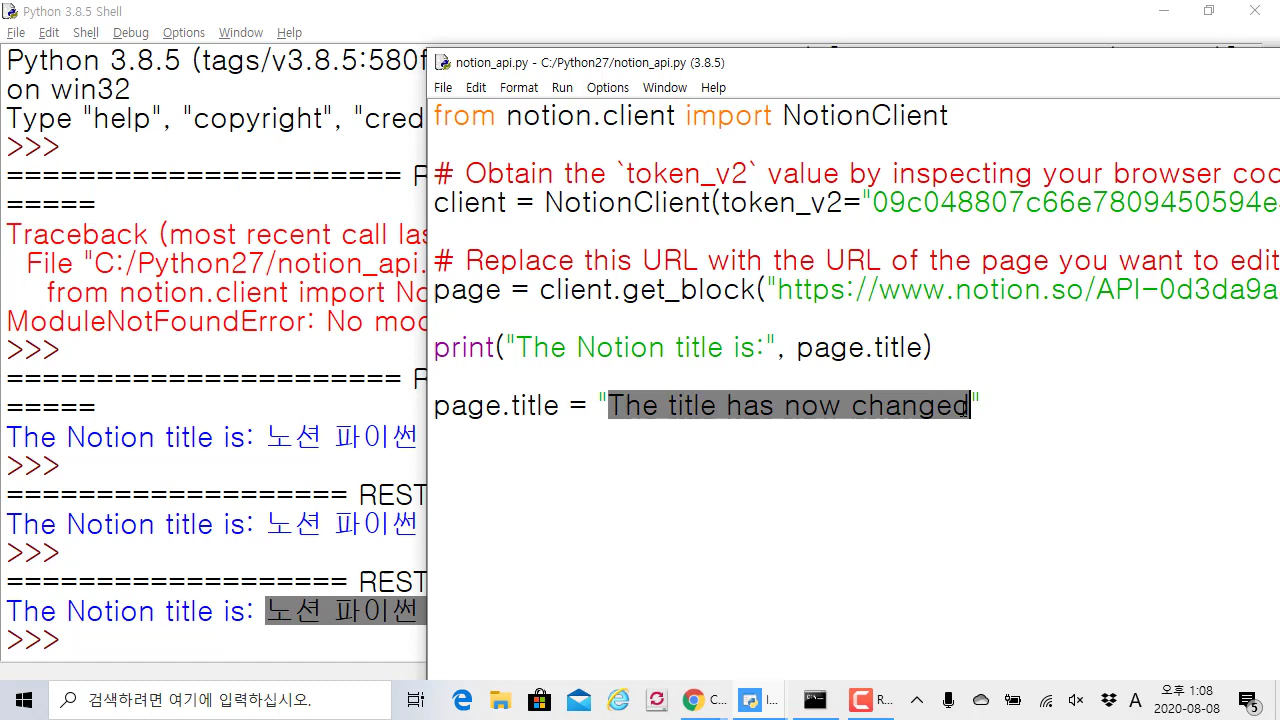 Python 3.8.5 Shell
File Edit Shell Debug Options Window Help
Python 3.8.5 (tags/v3.8.5:580f
on win32
Type "help", "copyright", "cred
>>>
===================== R
=====
Traceback (most recent call las
File "C:/Python27/notion_api.
from notion.client import No
ModuleNotFoundError: No mod
>>>
===================== R
=====
The Notion title is: 노션 파이썬
>>>
================== REST
The Notion title is: 노션 파이썬
>>>
================== REST
The Notion title is: 노션 파이썬
>>>
notion_api.py - C:/Python27/notion_api.py (3.8.5)
File Edit Format Run Options Window Help
from notion.client import NotionClient
# Obtain the `token_v2` value by inspecting your browser coo
client = NotionClient(token_v2="09c048807c66e7809450594e
# Replace this URL with the URL of the page you want to edit
page = client.get_block("https://www.notion.so/API-0d3da9a
print("The Notion title is:", page.title)
page.title = "The title has now changed"
검색하려면 여기에 입력하십시오.
C...
I...
R...
A
오후 1:08
2020-08-08
5